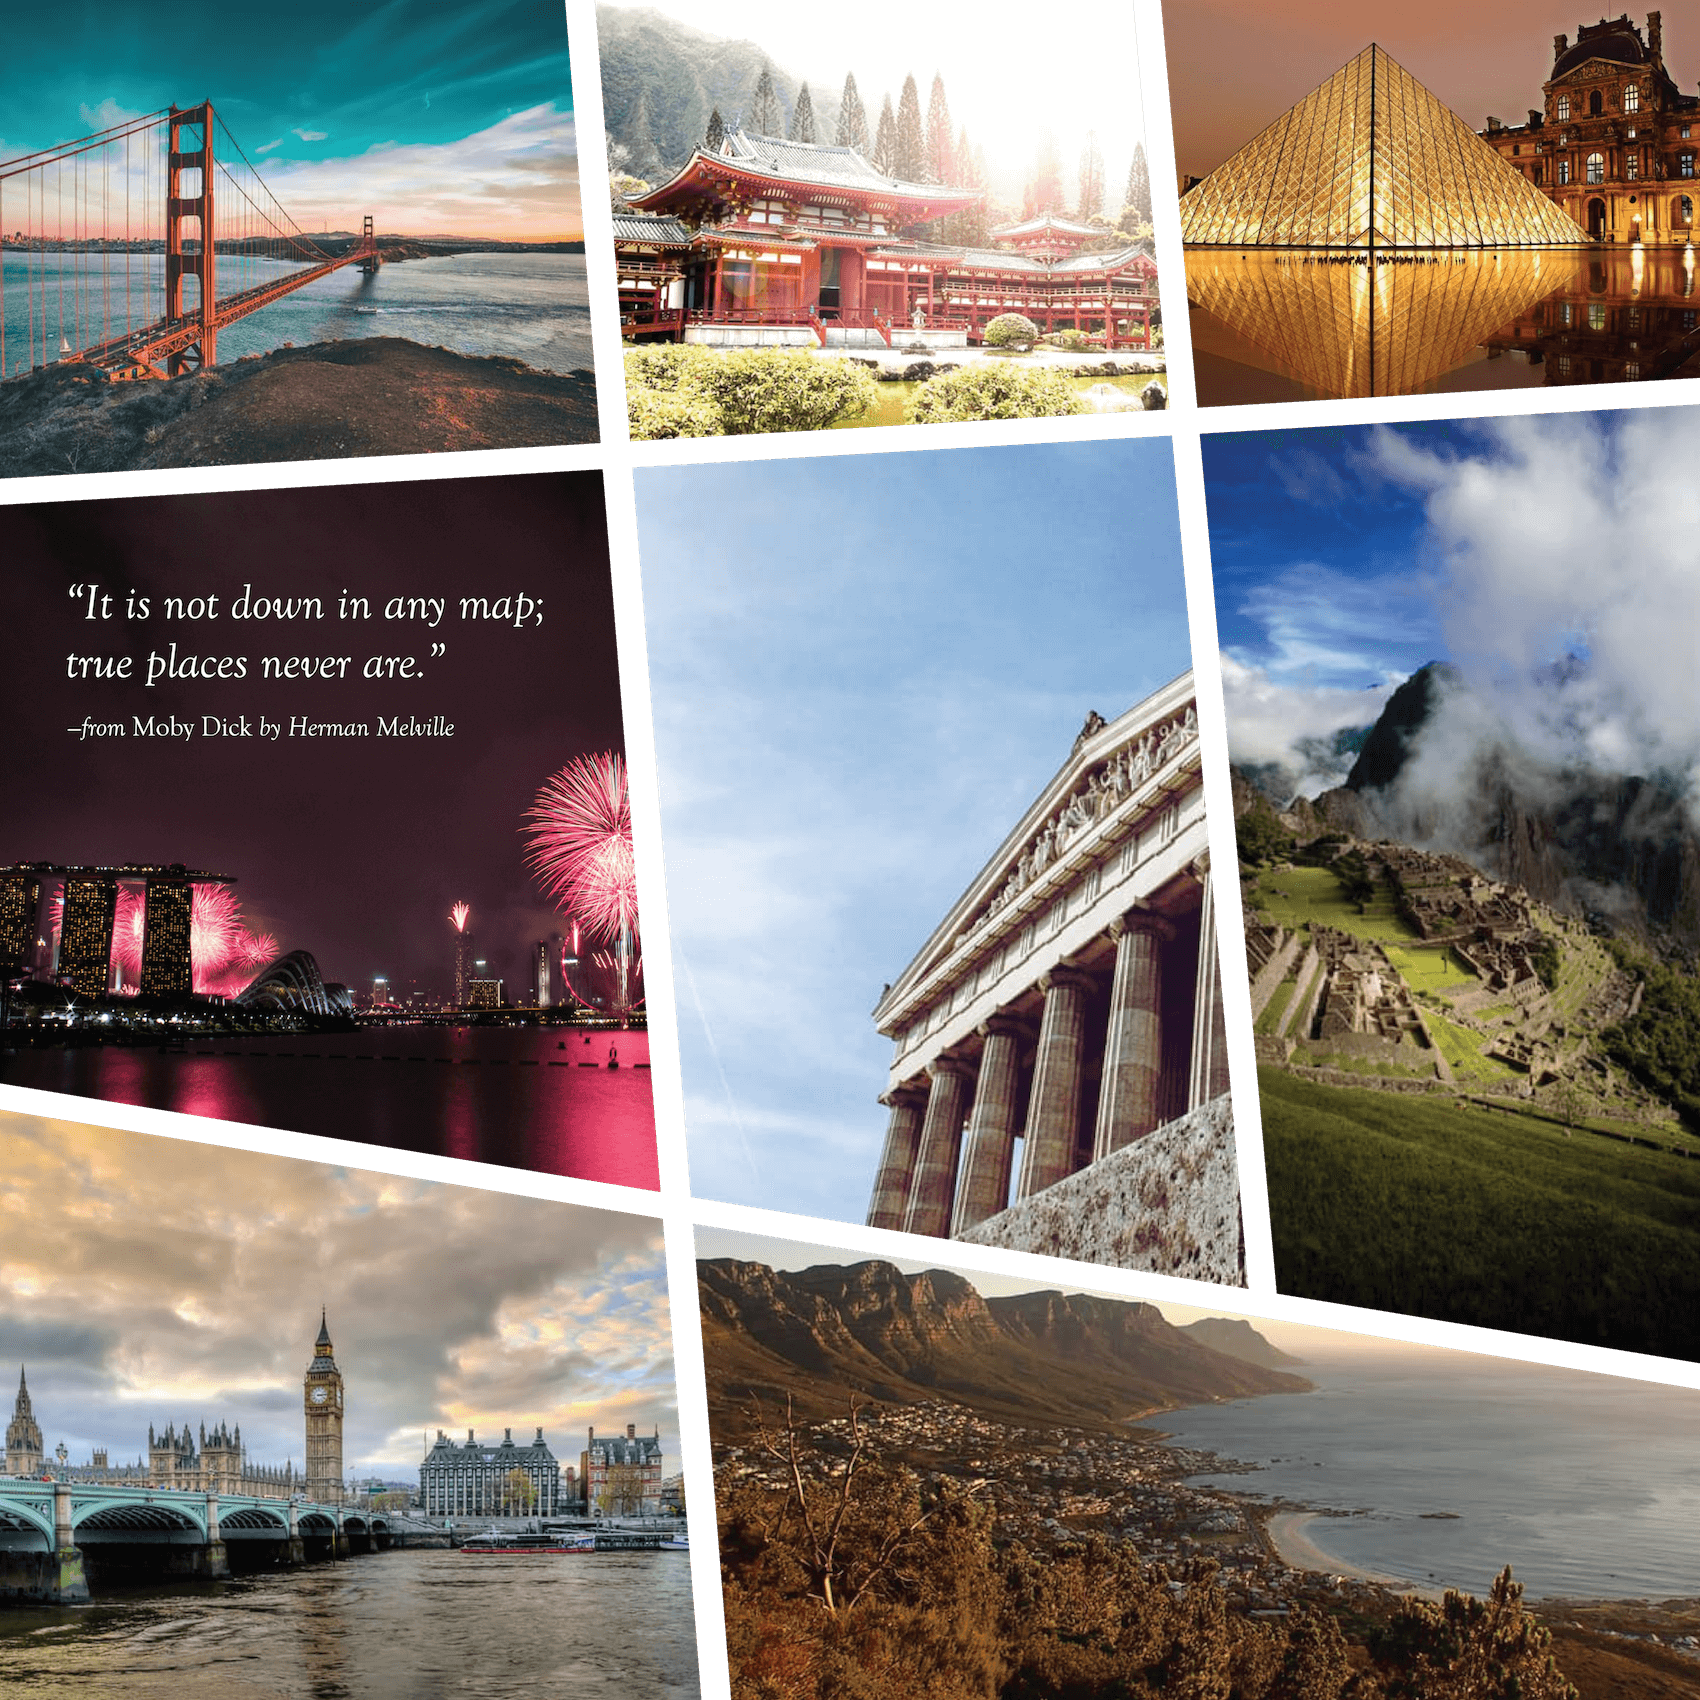 “It is not down in any map;
true places never are.”
–from Moby Dick by Herman Melville